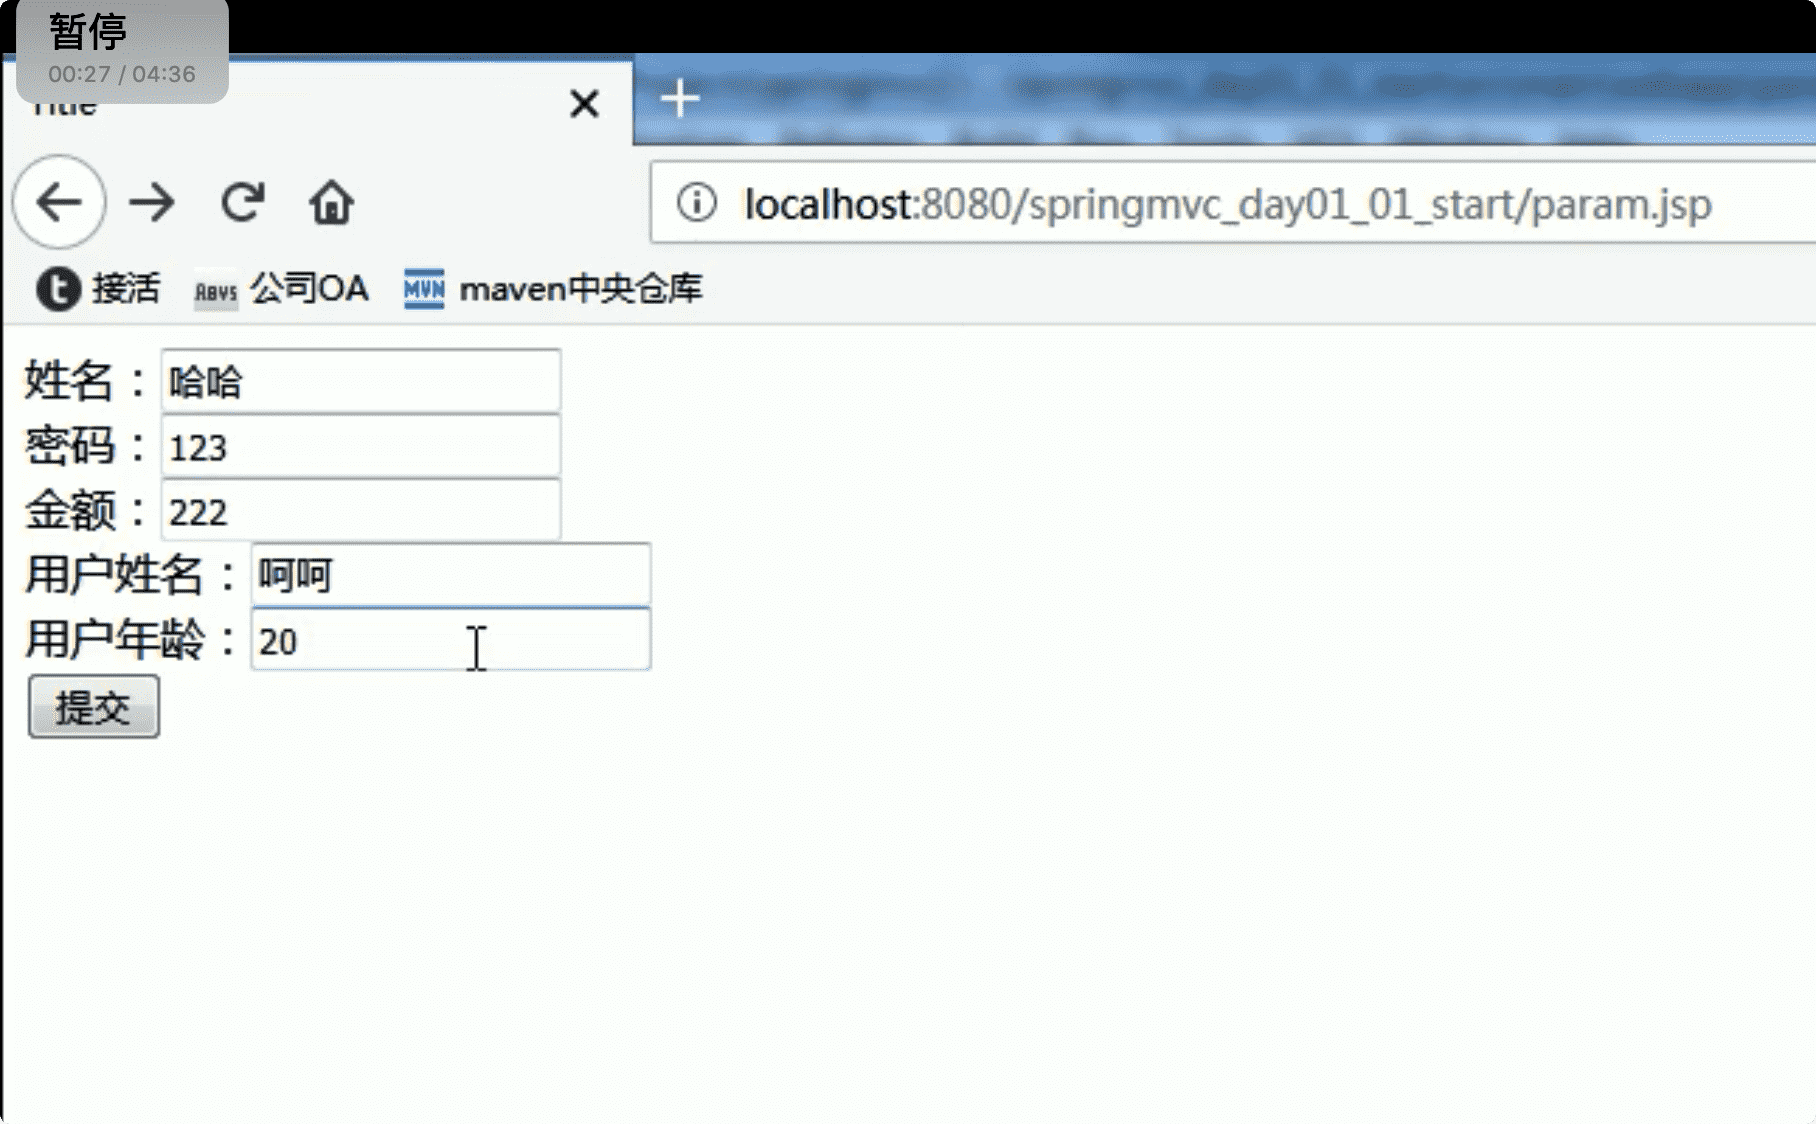 暂停
00:27 / 04:36
Title
localhost:8080/springmvc_day01_01_start/param.jsp
接活 ABVS 公司OA MVN maven中央仓库
姓名：哈哈
密码：123
金额：222
用户姓名：呵呵
用户年龄：20
提交